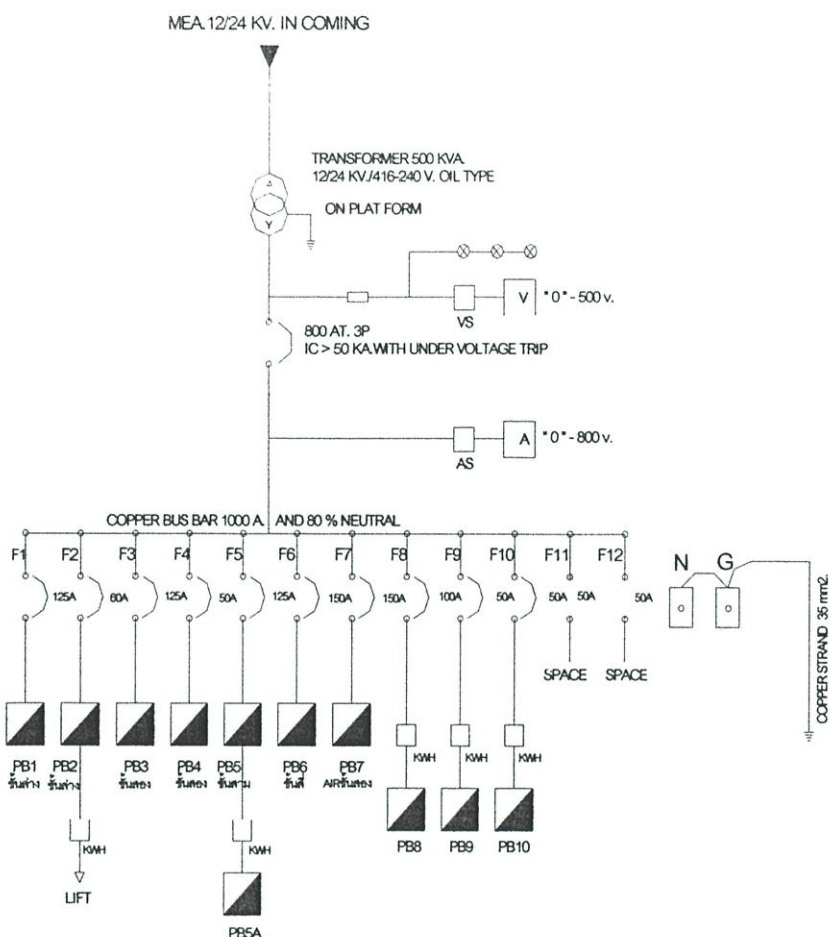 MEA.12/24 KV. IN COMING
TRANSFORMER 500 KVA.
12/24 KV./416-240 V. OIL TYPE
ON PLAT FORM
Δ
Y
V "0"-500 v.
VS
800 AT. 3P
IC > 50 KA.WITH UNDER VOLTAGE TRIP
A "0"-800 v.
AS
COPPER BUS BAR 1000 A. AND 80 % NEUTRAL
F1 F2 F3 F4 F5 F6 F7 F8 F9 F10 F11 F12 N G
125A 60A 125A 50A 125A 150A 150A 100A 50A 50A 50A 50A
COPPER STRAND 35 mm2.
SPACE SPACE
KWH KWH KWH
PB1 PB2 PB3 PB4 PB5 PB6 PB7
ชั้นล่าง ชั้นล่าง ชั้นสอง ชั้นสอง ชั้นสาม ชั้นสี่ AIRชั้นสอง
PB8 PB9 PB10
KWH KWH
LIFT
PB5A